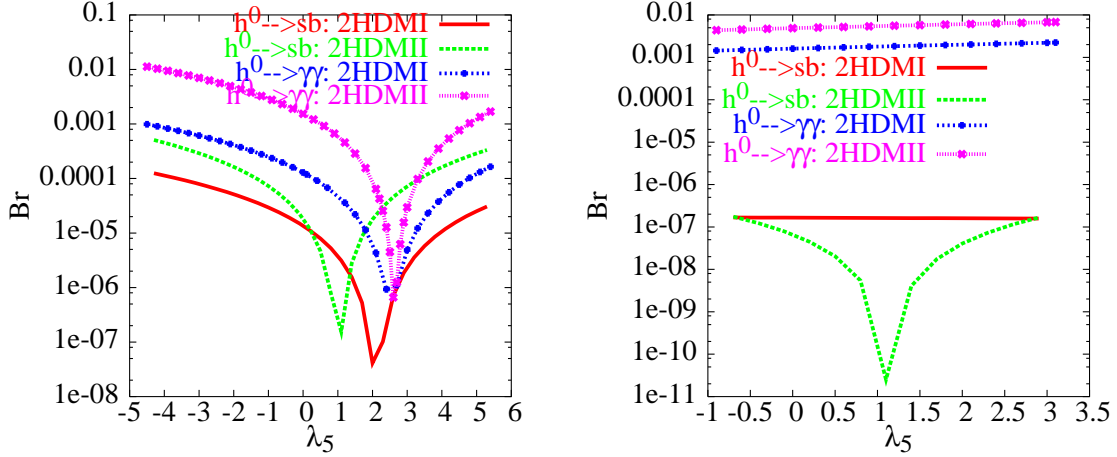 0.1
0.01
0.001
0.0001
1e-05
1e-06
1e-07
1e-08
Br
h⁰-->sb: 2HDMI
h⁰-->sb: 2HDMII
h⁰-->γγ: 2HDMI
h⁰-->γγ: 2HDMII
-5 -4 -3 -2 -1 0 1 2 3 4 5 6
λ₅
0.01
0.001
0.0001
1e-05
1e-06
1e-07
1e-08
1e-09
1e-10
1e-11
Br
h⁰-->sb: 2HDMI
h⁰-->sb: 2HDMII
h⁰-->γγ: 2HDMI
h⁰-->γγ: 2HDMII
-1 -0.5 0 0.5 1 1.5 2 2.5 3 3.5
λ₅